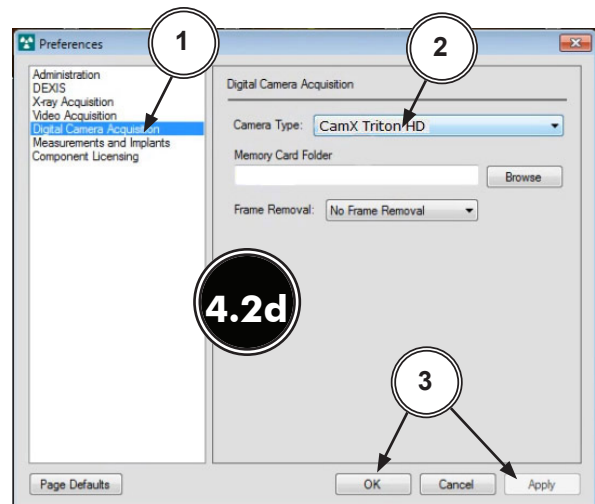 Preferences
1
2
Administration
DEXIS
X-ray Acquisition
Video Acquisition
Digital Camera Acquisition
Measurements and Implants
Component Licensing
Digital Camera Acquisition
Camera Type: CamX Triton HD
Memory Card Folder
Browse
Frame Removal: No Frame Removal
4.2d
3
Page Defaults OK Cancel Apply